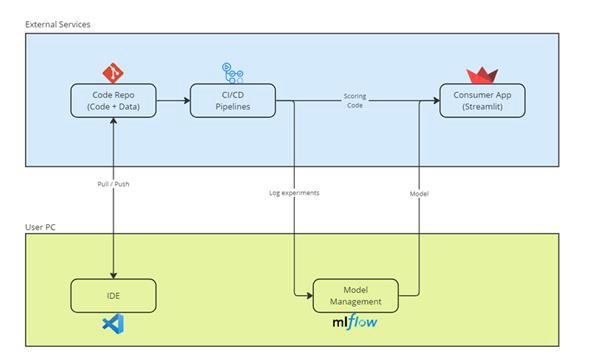 External Services
Code Repo
(Code + Data)
CI/CD
Pipelines
Scoring
Code
Consumer App
(Streamlit)
Pull / Push
Log experiments
Model
User PC
IDE
Model
Management
mlflow